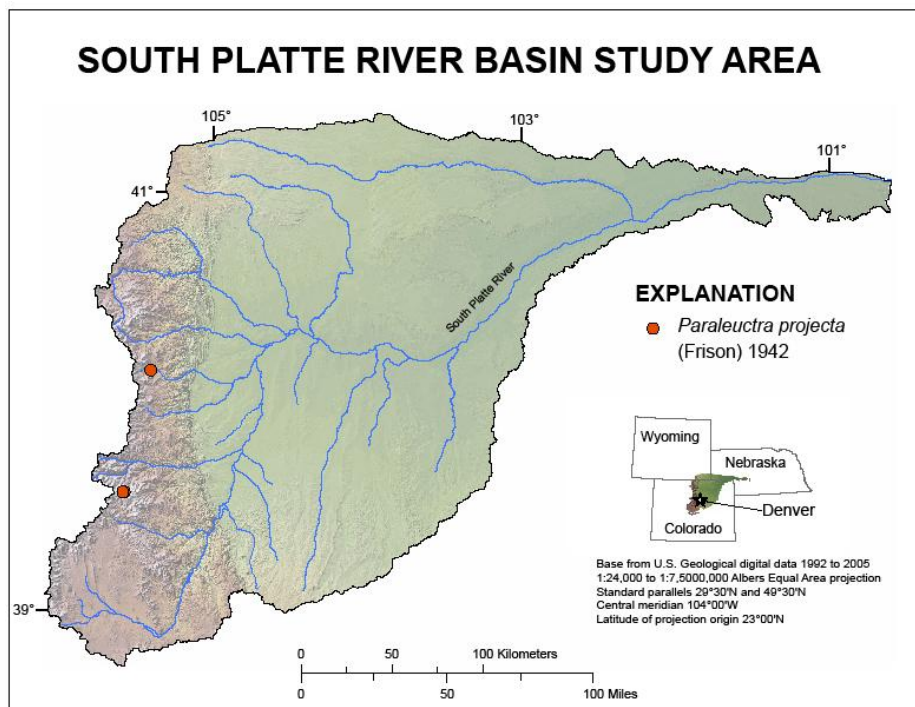 SOUTH PLATTE RIVER BASIN STUDY AREA
105°
103°
101°
41°
South Platte River
EXPLANATION
Paraleuctra projecta
(Frison) 1942
Wyoming
Nebraska
Denver
Colorado
Base from U.S. Geological digital data 1992 to 2005
1:24,000 to 1:7,5000,000 Albers Equal Area projection
Standard parallels 29°30'N and 49°30'N
Central meridian 104°00'W
Latitude of projection origin 23°00'N
39°
0 50 100 Kilometers
0 50 100 Miles